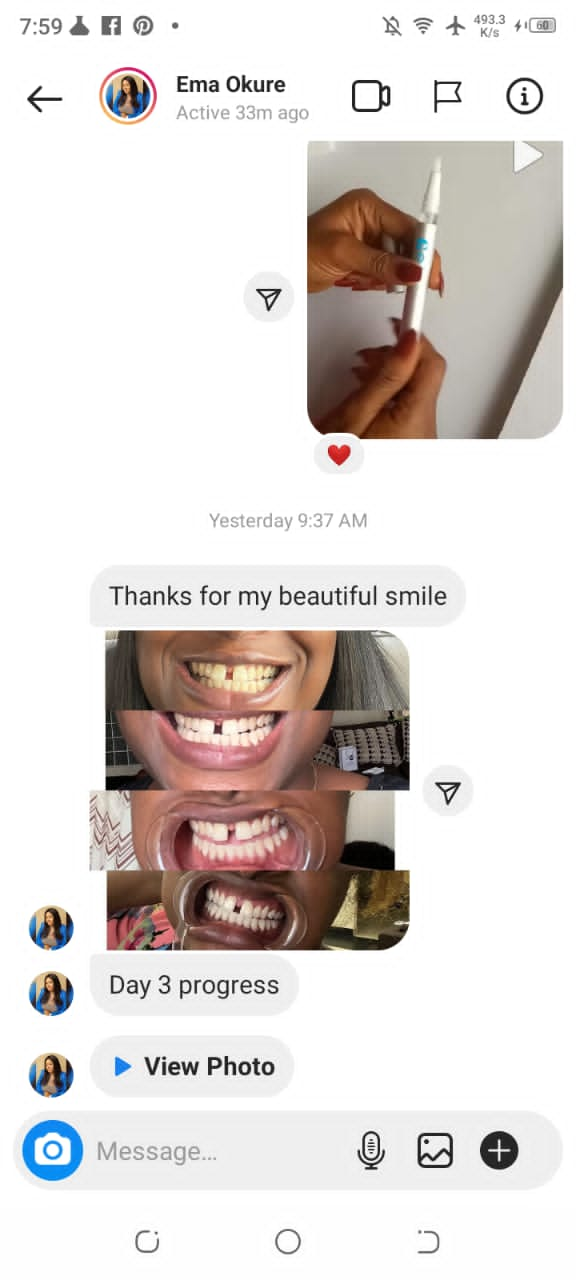 7:59
493.3
K/s
60
Ema Okure
Active 33m ago
Yesterday 9:37 AM
Thanks for my beautiful smile
Day 3 progress
View Photo
Message...